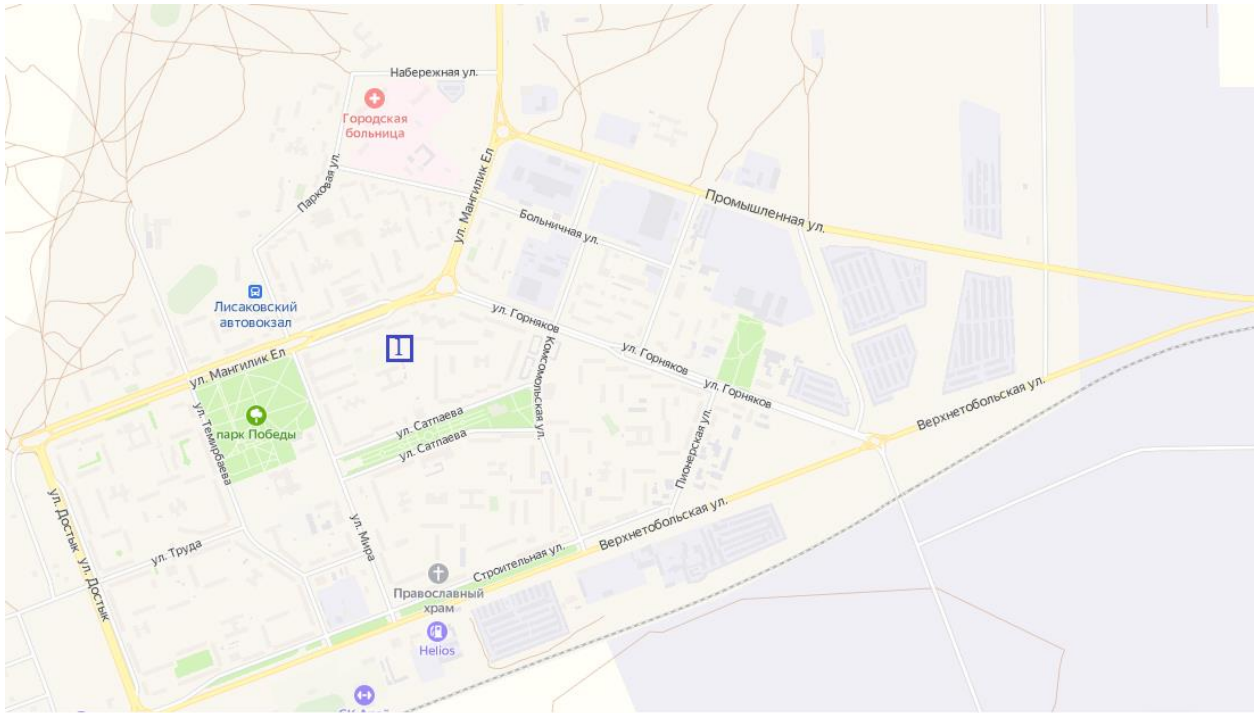 Набережная ул.
Городская
больница
Парковая ул.
ул. Мангилик Ел
Больничная ул.
Промышленная ул.
Лисаковский
автовокзал
ул. Горняков
1
Комсомольская ул.
ул. Горняков
ул. Мангилик Ел
ул. Горняков
Верхнетобольская ул.
ул. Темирбаева
парк Победы
ул. Сатпаева
ул. Сатпаева
Пионерская ул.
ул. Достык
ул. Мира
Верхнетобольская ул.
ул. Труда
Строительная ул.
ул. Достык
Православный
храм
Helios